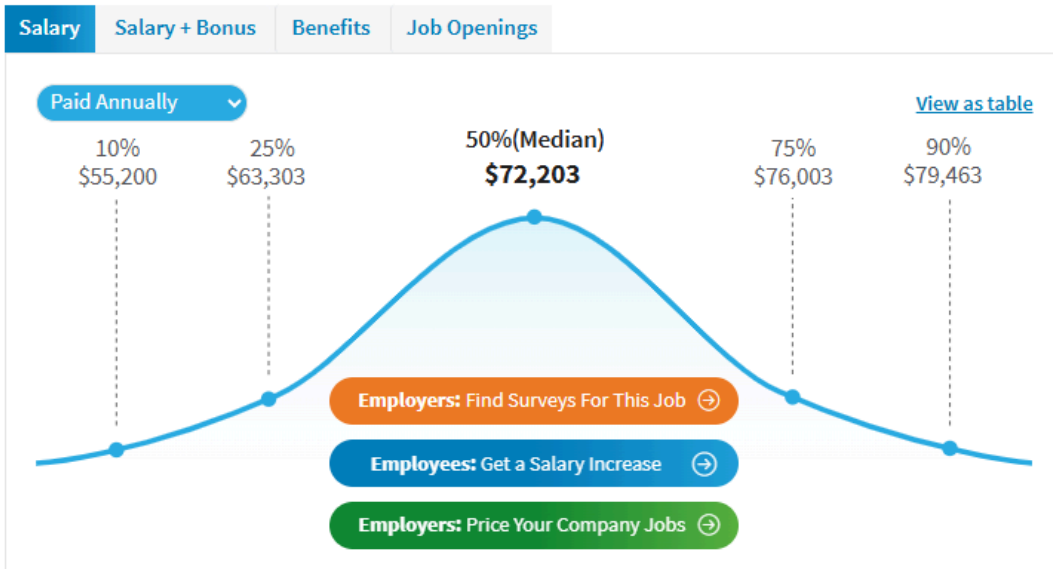 Salary
Salary + Bonus
Benefits
Job Openings
Paid Annually
View as table
10%
$55,200
25%
$63,303
50%(Median)
$72,203
75%
$76,003
90%
$79,463
Employers: Find Surveys For This Job
Employees: Get a Salary Increase
Employers: Price Your Company Jobs